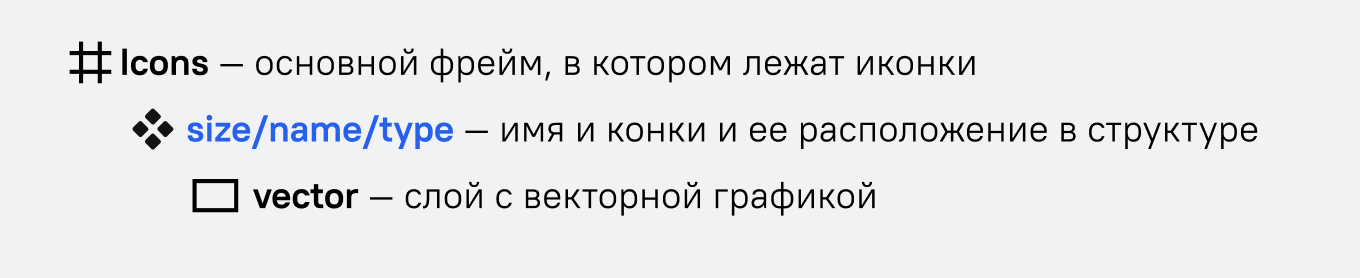 Icons — основной фрейм, в котором лежат иконки
size/name/type — имя и конки и ее расположение в структуре
vector — слой с векторной графикой